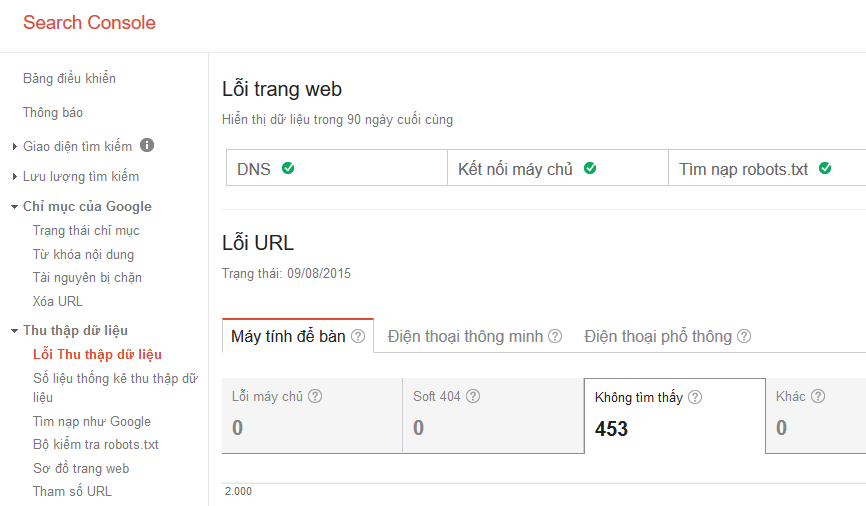 Search Console
Bảng điều khiển
Thông báo
Giao diện tìm kiếm
Lưu lượng tìm kiếm
Chỉ mục của Google
Trạng thái chỉ mục
Từ khóa nội dung
Tài nguyên bị chặn
Xóa URL
Thu thập dữ liệu
Lỗi Thu thập dữ liệu
Số liệu thống kê thu thập dữ
liệu
Tìm nạp như Google
Bộ kiểm tra robots.txt
Sơ đồ trang web
Tham số URL
Lỗi trang web
Hiển thị dữ liệu trong 90 ngày cuối cùng
DNS Kết nối máy chủ Tìm nạp robots.txt
Lỗi URL
Trạng thái: 09/08/2015
Máy tính để bàn Điện thoại thông minh Điện thoại phổ thông
Lỗi máy chủ Soft 404 Không tìm thấy Khác
0 0 453 0
2.000